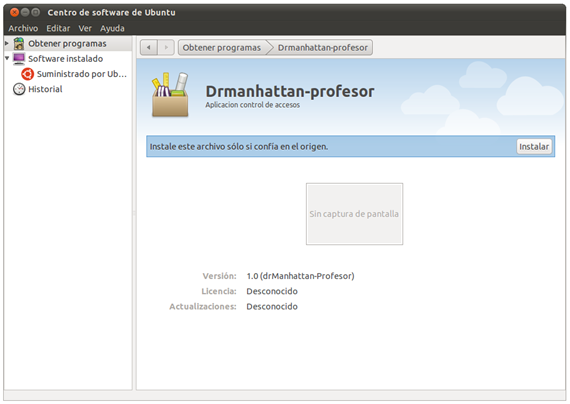 Centro de software de Ubuntu
Archivo Editar Ver Ayuda
Obtener programas
Software instalado
Suministrado por Ub...
Historial
Obtener programas Drmanhattan-profesor
Drmanhattan-profesor
Aplicacion control de accesos
Instale este archivo sólo si confía en el origen. Instalar
Sin captura de pantalla
Versión: 1.0 (drManhattan-Profesor)
Licencia: Desconocido
Actualizaciones: Desconocido